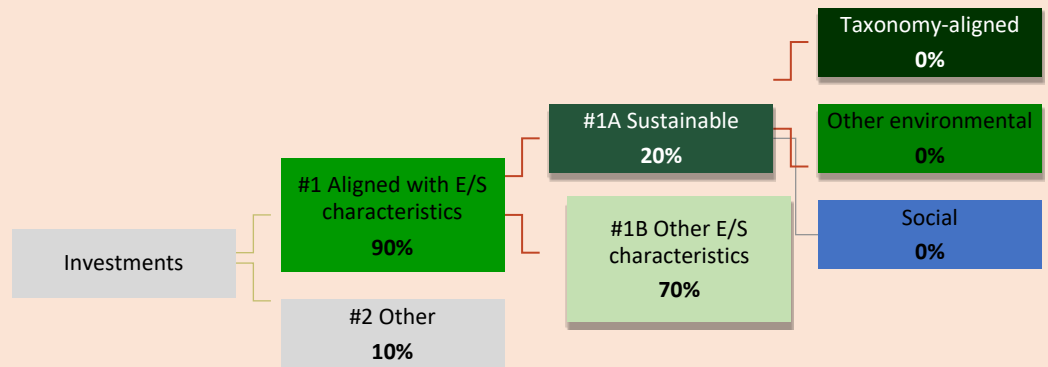 Investments
#1 Aligned with E/S
characteristics
90%
#2 Other
10%
#1A Sustainable
20%
#1B Other E/S
characteristics
70%
Taxonomy-aligned
0%
Other environmental
0%
Social
0%